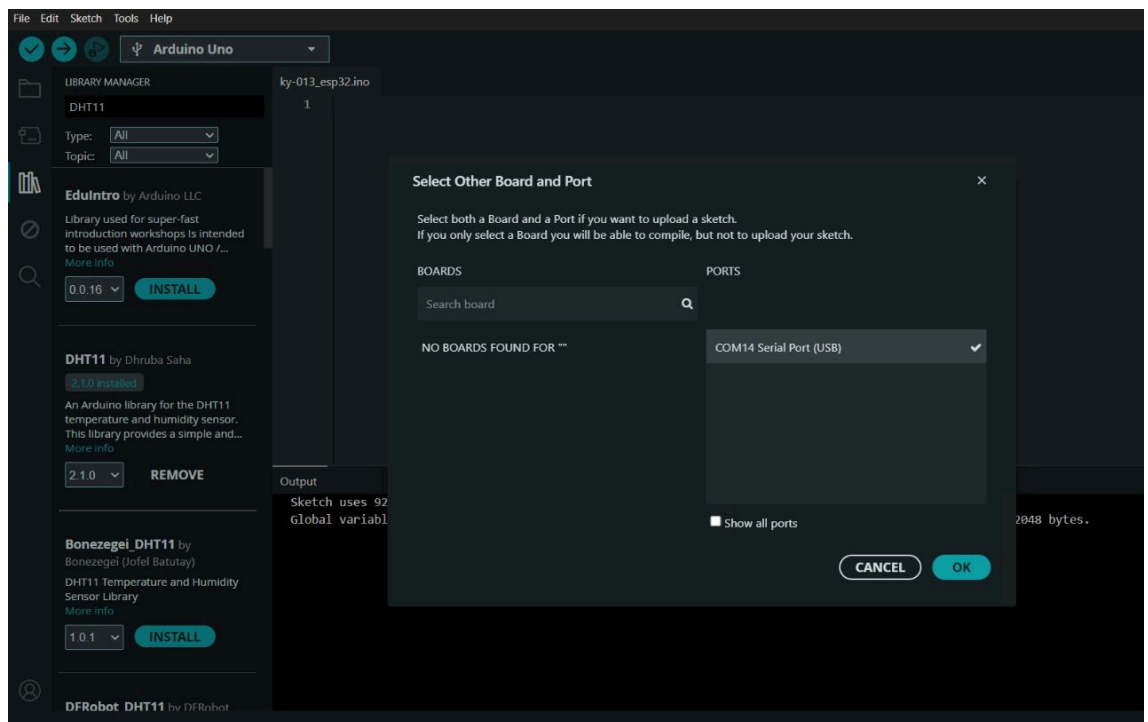 File Edit Sketch Tools Help
Arduino Uno
LIBRARY MANAGER
DHT11
Type: All
Topic: All
EduIntro by Arduino LLC
Library used for super-fast
introduction workshops Is intended
to be used with Arduino UNO /...
More info
0.0.16 INSTALL
DHT11 by Dhruba Saha
2.1.0 installed
An Arduino library for the DHT11
temperature and humidity sensor.
This library provides a simple and...
More info
2.1.0 REMOVE
Bonezegei_DHT11 by
Bonezegei (Jofel Batutay)
DHT11 Temperature and Humidity
Sensor Library
More info
1.0.1 INSTALL
DFRobot_DHT11 by DFRobot
ky-013_esp32.ino
1
Select Other Board and Port
Select both a Board and a Port if you want to upload a sketch.
If you only select a Board you will be able to compile, but not to upload your sketch.
BOARDS PORTS
Search board
NO BOARDS FOUND FOR ""
COM14 Serial Port (USB)
Show all ports
CANCEL OK
Output
Sketch uses 92
Global variabl 2048 bytes.